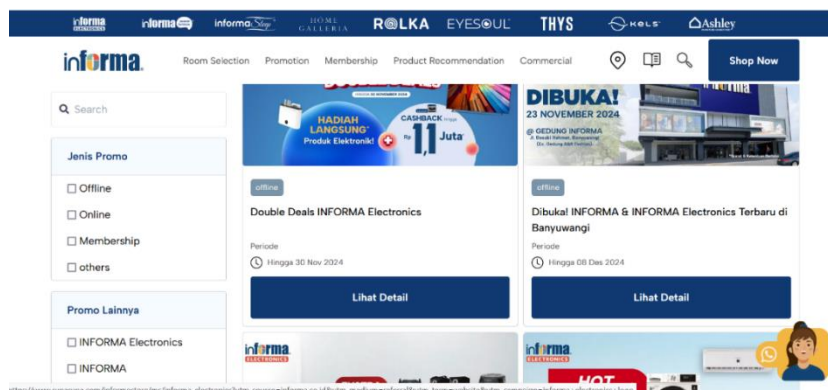 informa ELECTRONICS
informa
informa Sleep
HOME GALLERIA
ROLKA
EYESOUL
THYS
KELS
Ashley
informa.
Room Selection
Promotion
Membership
Product Recommendation
Commercial
Shop Now
Search
Jenis Promo
Offline
Online
Membership
others
Promo Lainnya
INFORMA Electronics
INFORMA
HADIAH
LANGSUNG*
Produk Elektronik!
CASHBACK
Rp 1,1 Juta*
offline
Double Deals INFORMA Electronics
Periode
Hingga 30 Nov 2024
Lihat Detail
DIBUKA!
23 NOVEMBER 2024
@ GEDUNG INFORMA
informa
offline
Dibuka! INFORMA & INFORMA Electronics Terbaru di
Banyuwangi
Periode
Hingga 08 Des 2024
Lihat Detail
informa
ELECTRONICS
informa
ELECTRONICS
HOT